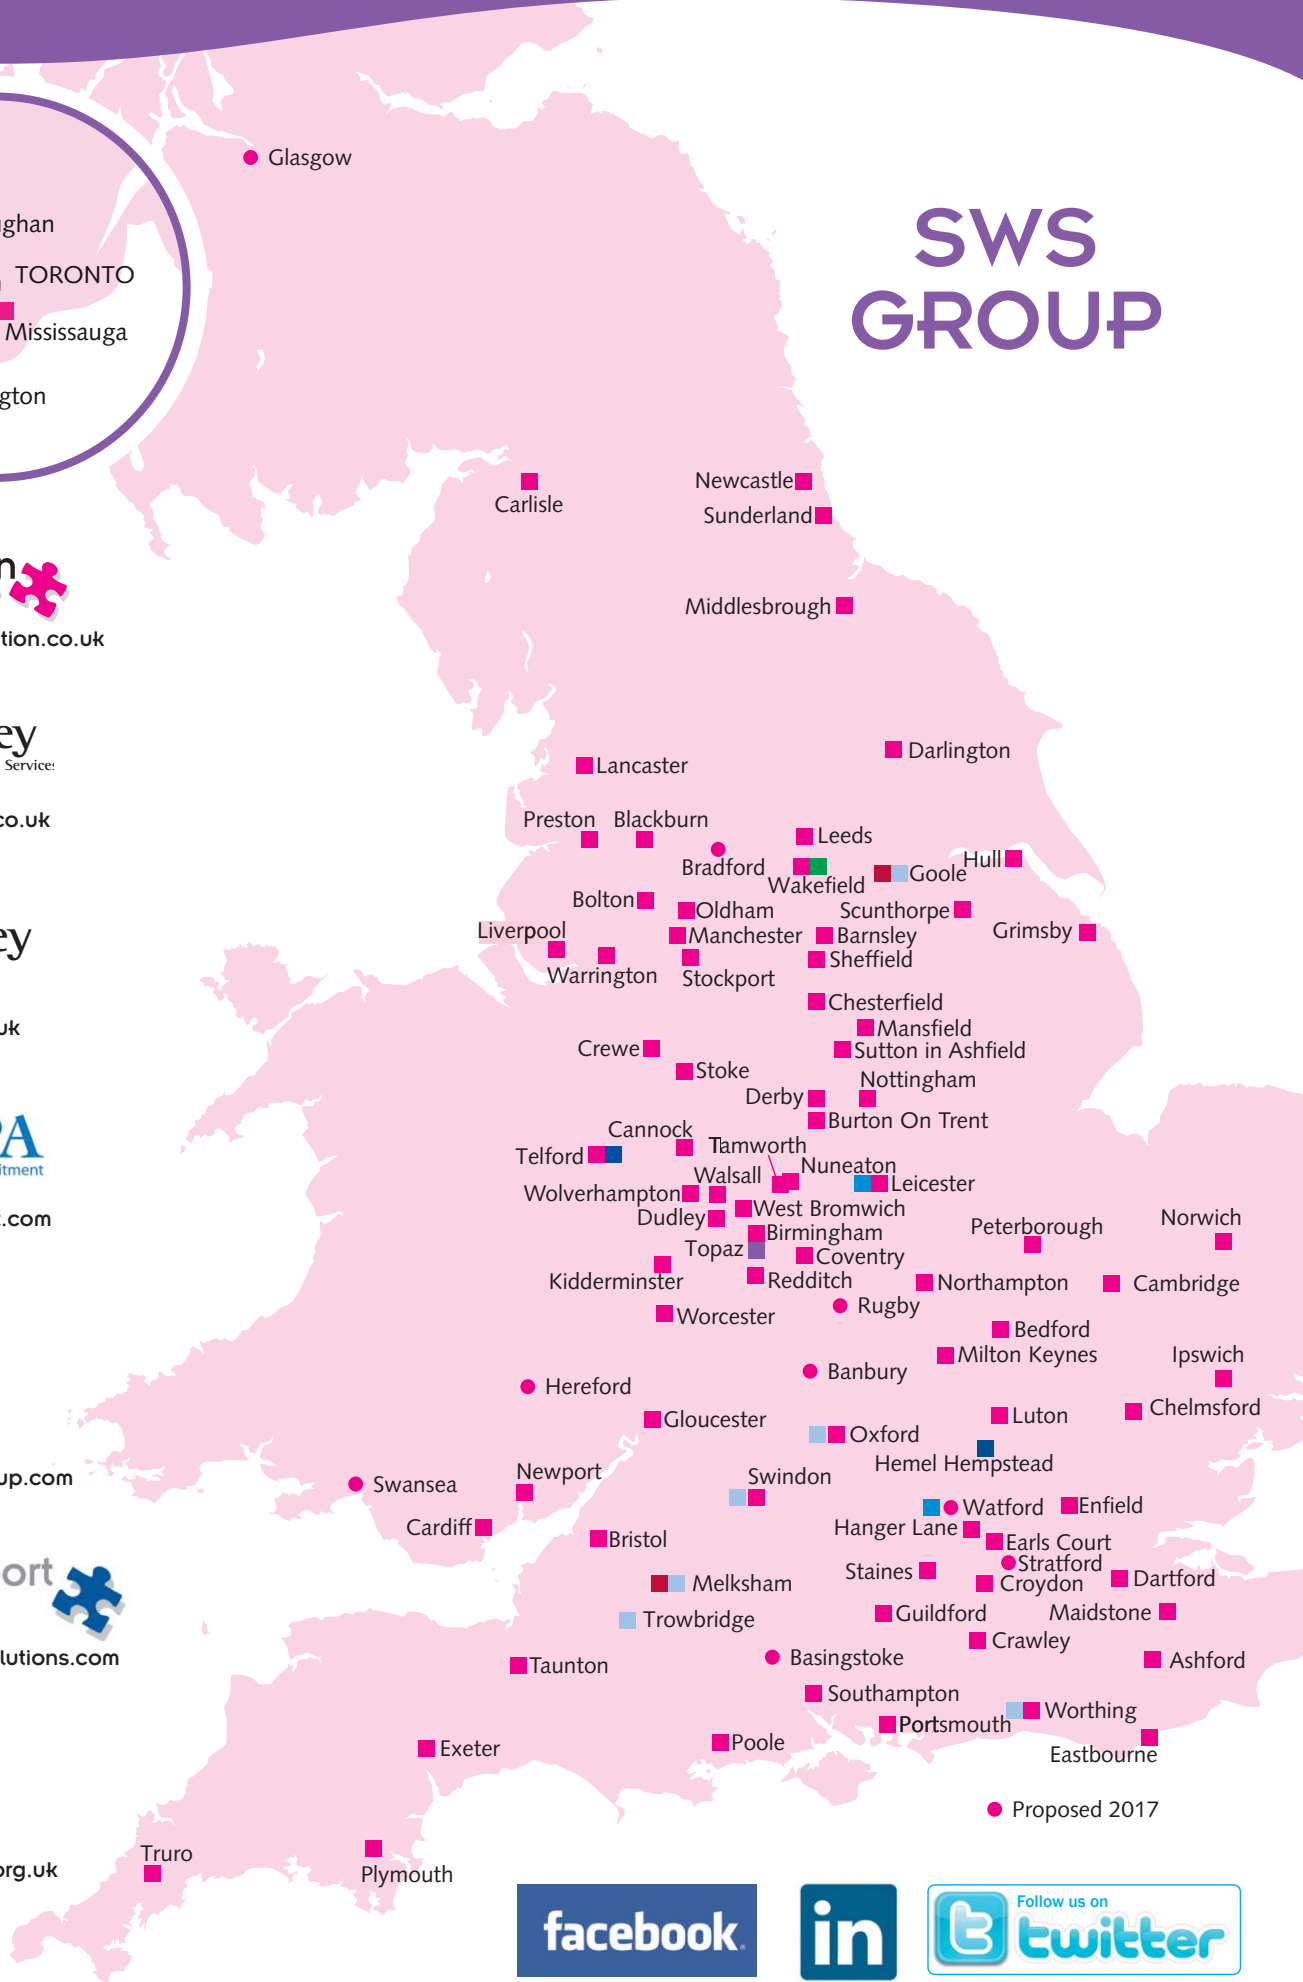 Glasgow
ghan
TORONTO
Mississauga
gton
SWS
GROUP
Carlisle
Newcastle
Sunderland
Middlesbrough
n
tion.co.uk
ey
Services
co.uk
ey
uk
PA
itment
t.com
up.com
ort
lutions.com
org.uk
Darlington
Lancaster
Preston
Blackburn
Leeds
Bradford
Wakefield
Goole
Hull
Bolton
Oldham
Scunthorpe
Liverpool
Manchester
Barnsley
Grimsby
Warrington
Stockport
Sheffield
Chesterfield
Mansfield
Crewe
Sutton in Ashfield
Stoke
Nottingham
Derby
Burton On Trent
Cannock
Telford
Tamworth
Nuneaton
Walsall
Leicester
Wolverhampton
West Bromwich
Dudley
Birmingham
Peterborough
Norwich
Topaz
Coventry
Kidderminster
Redditch
Northampton
Cambridge
Worcester
Rugby
Bedford
Milton Keynes
Ipswich
Hereford
Banbury
Gloucester
Luton
Chelmsford
Oxford
Hemel Hempstead
Swansea
Newport
Swindon
Watford
Enfield
Cardiff
Bristol
Hanger Lane
Earls Court
Stratford
Staines
Croydon
Dartford
Melksham
Trowbridge
Guildford
Maidstone
Crawley
Taunton
Basingstoke
Ashford
Southampton
Portsmouth
Worthing
Exeter
Poole
Eastbourne
Proposed 2017
Truro
Plymouth
facebook
in
Follow us on
t twitter